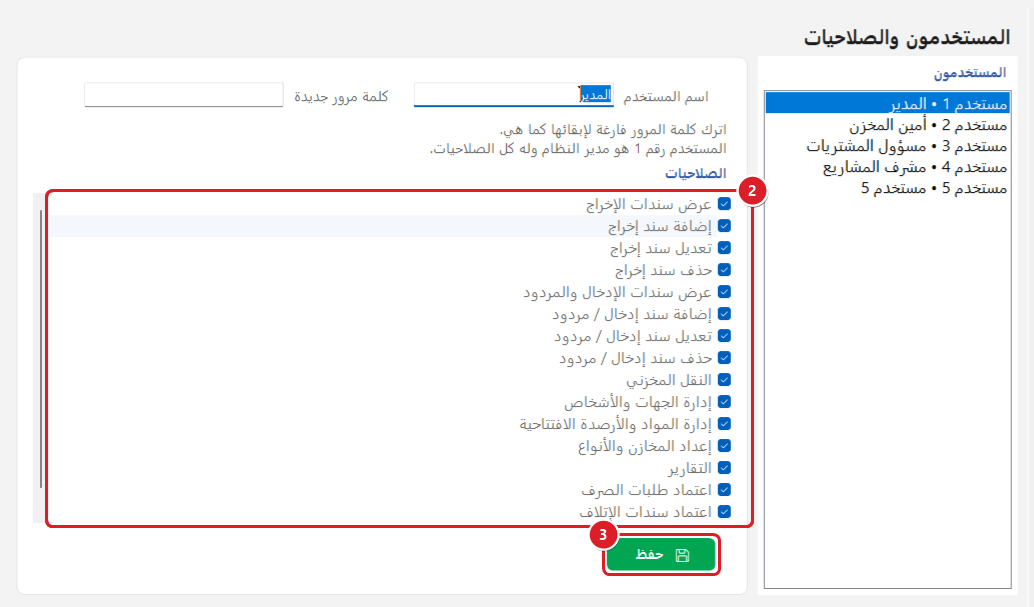 المستخدمون والصلاحيات
المستخدمون
مستخدم 1 • المدير
مستخدم 2 • أمين المخزن
مستخدم 3 • مسؤول المشتريات
مستخدم 4 • مشرف المشاريع
مستخدم 5 • مستخدم 5
اسم المستخدم المدير كلمة مرور جديدة
اترك كلمة المرور فارغة لإبقائها كما هي.
المستخدم رقم 1 هو مدير النظام وله كل الصلاحيات.
الصلاحيات
2
عرض سندات الإخراج
إضافة سند إخراج
تعديل سند إخراج
حذف سند إخراج
عرض سندات الإدخال والمردود
إضافة سند إدخال / مردود
تعديل سند إدخال / مردود
حذف سند إدخال / مردود
النقل المخزني
إدارة الجهات والأشخاص
إدارة المواد والأرصدة الافتتاحية
إعداد المخازن والأنواع
التقارير
اعتماد طلبات الصرف
اعتماد سندات الإتلاف
3
حفظ